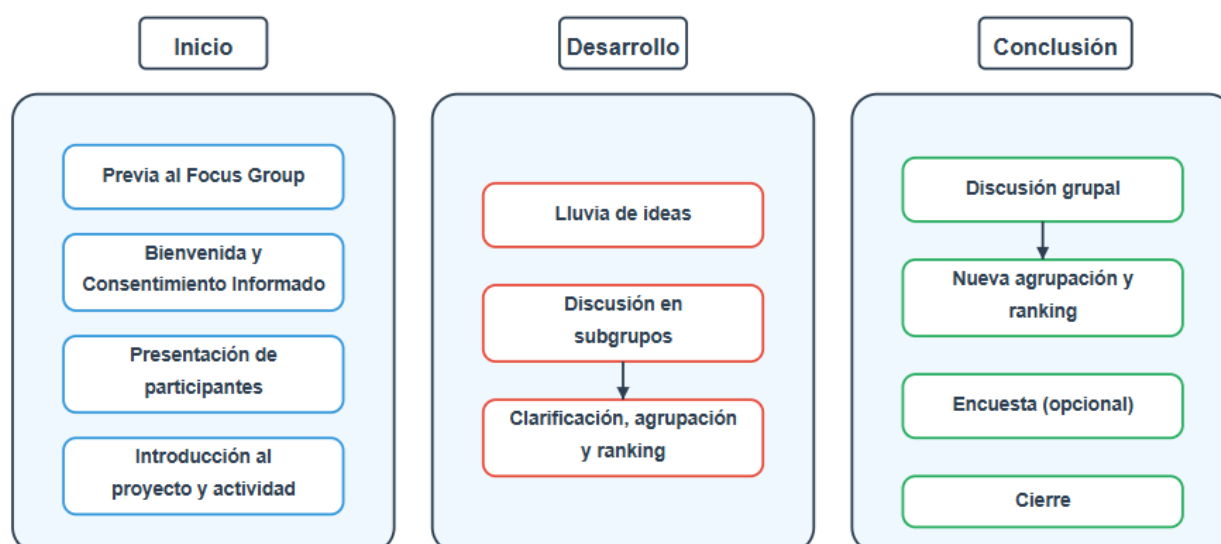 Inicio
Previa al Focus Group
Bienvenida y
Consentimiento Informado
Presentación de
participantes
Introducción al
proyecto y actividad
Desarrollo
Lluvia de ideas
Discusión en
subgrupos
Clarificación, agrupación
y ranking
Conclusión
Discusión grupal
Nueva agrupación y
ranking
Encuesta (opcional)
Cierre